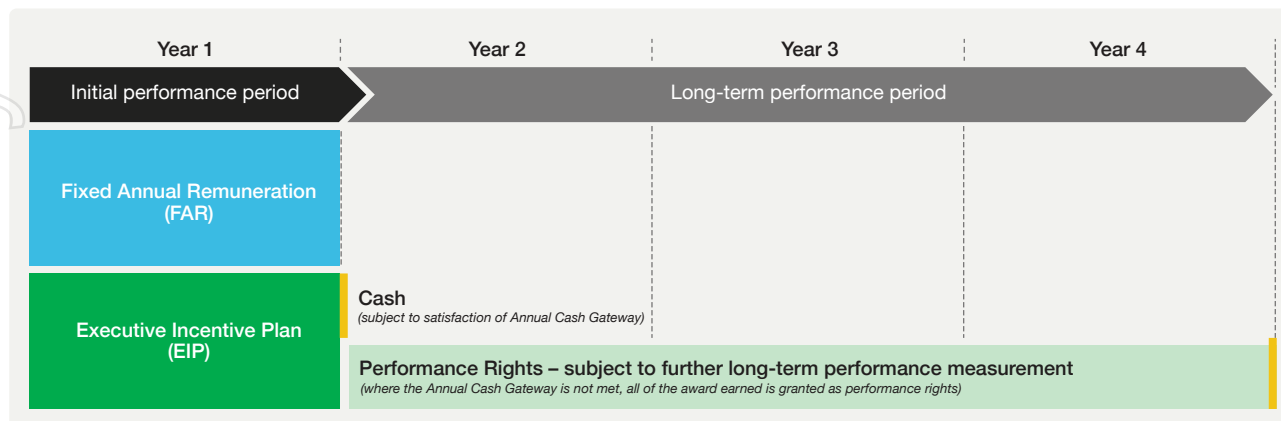 Year 1 Year 2 Year 3 Year 4
Initial performance period Long-term performance period
Fixed Annual Remuneration
(FAR)
Executive Incentive Plan
(EIP)
Cash
(subject to satisfaction of Annual Cash Gateway)
Performance Rights – subject to further long-term performance measurement
(where the Annual Cash Gateway is not met, all of the award earned is granted as performance rights)